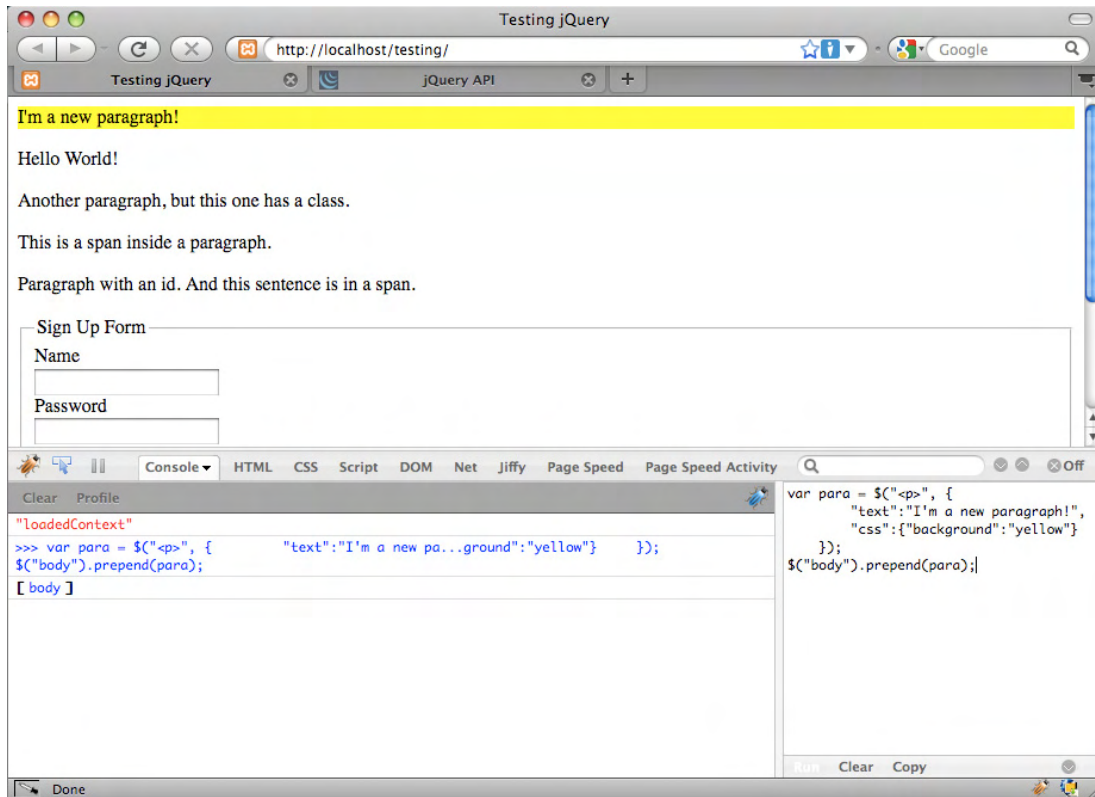 Testing jQuery
http://localhost/testing/
Google
Testing jQuery
jQuery API
+
I'm a new paragraph!
Hello World!
Another paragraph, but this one has a class.
This is a span inside a paragraph.
Paragraph with an id. And this sentence is in a span.
Sign Up Form
Name
Password
Console HTML CSS Script DOM Net Jiffy Page Speed Page Speed Activity Off
Clear Profile
"loadedContext"
>>> var para = $("<p>", { "text":"I'm a new pa...ground":"yellow"} });
$("body").prepend(para);
[ body ]
var para = $("<p>", {
"text":"I'm a new paragraph!",
"css":{"background":"yellow"}
});
$("body").prepend(para);
Run Clear Copy
Done